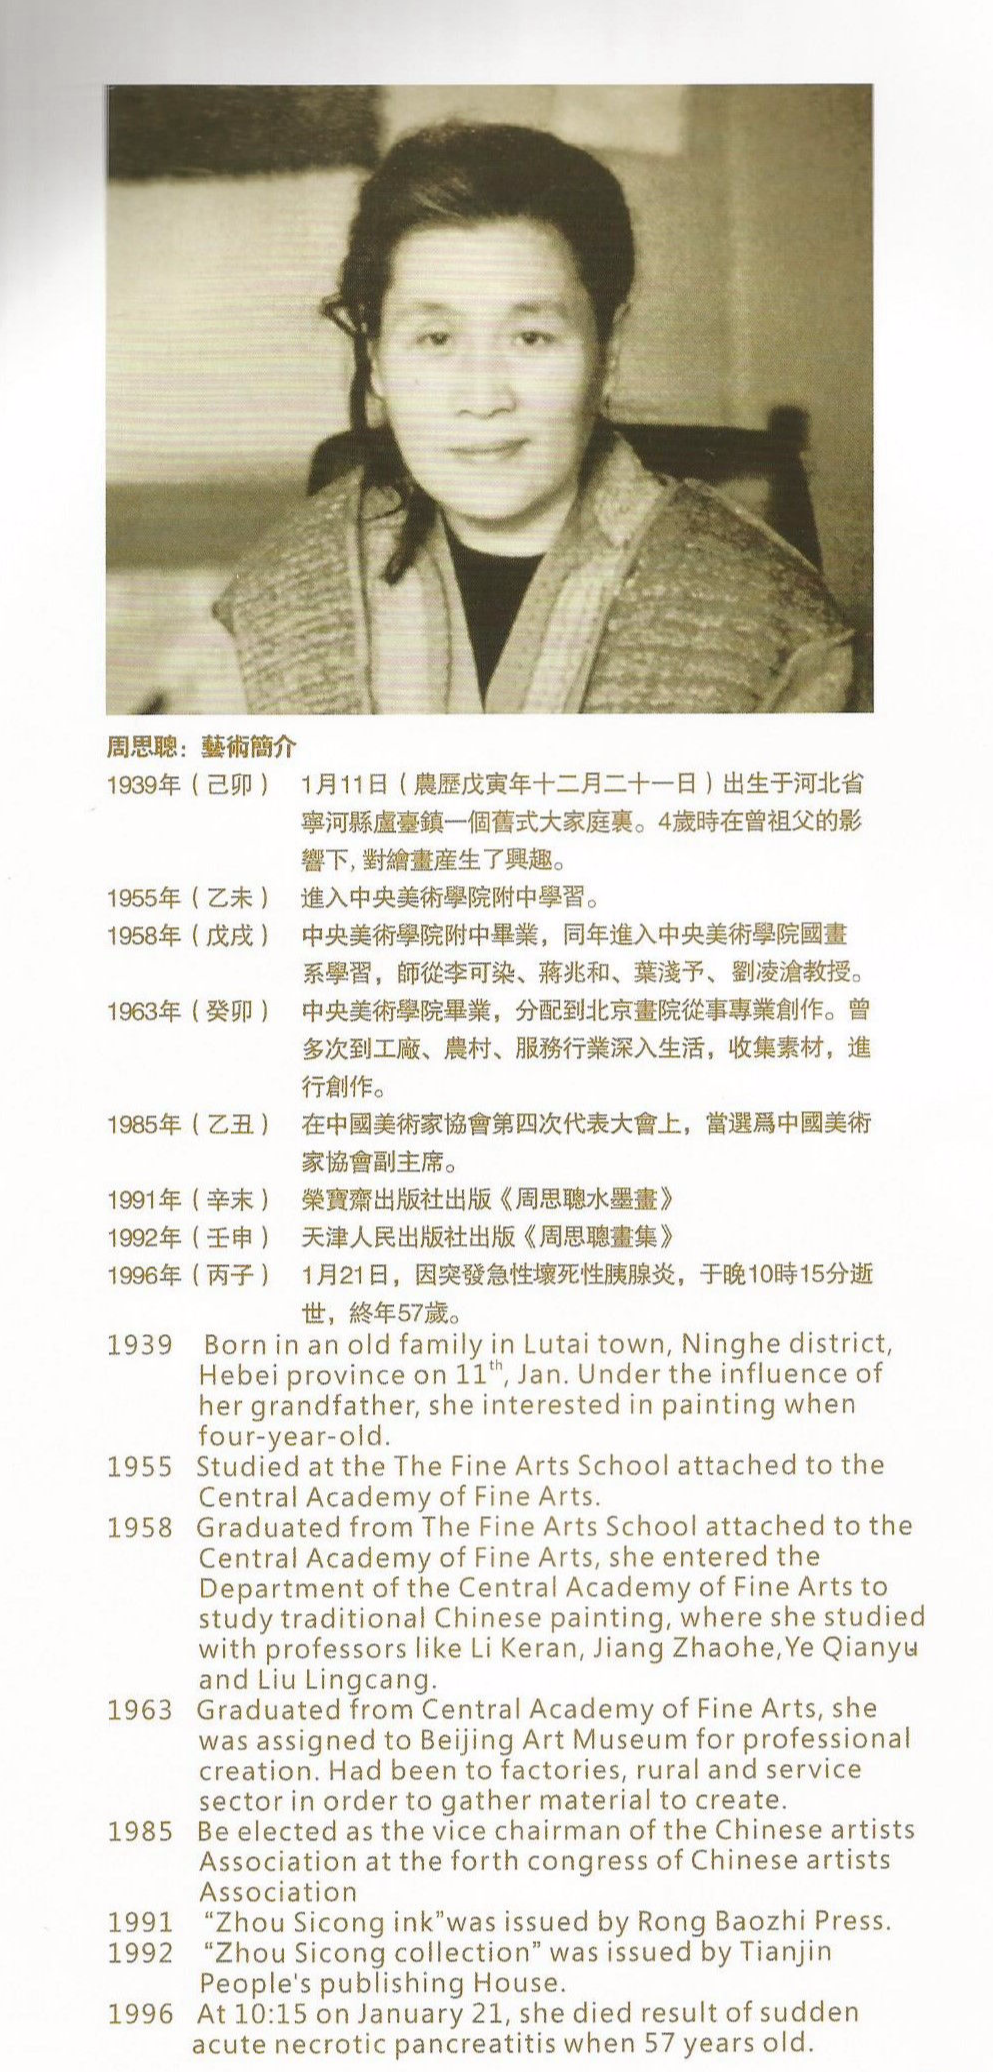 周思聰：藝術簡介
1939年（己卯） 1月11日（農歷戊寅年十二月二十一日）出生于河北省
寧河縣盧臺鎮一個舊式大家庭裏。4歲時在曾祖父的影
響下, 對繪畫産生了興趣。
1955年（乙未） 進入中央美術學院附中學習。
1958年（戊戌） 中央美術學院附中畢業，同年進入中央美術學院國畫
系學習，師從李可染、蔣兆和、葉淺予、劉凌滄教授。
1963年（癸卯） 中央美術學院畢業，分配到北京畫院從事專業創作。曾
多次到工廠、農村、服務行業深入生活，收集素材，進
行創作。
1985年（乙丑） 在中國美術家協會第四次代表大會上，當選爲中國美術
家協會副主席。
1991年（辛未） 榮寶齋出版社出版《周思聰水墨畫》
1992年（壬申） 天津人民出版社出版《周思聰畫集》
1996年（丙子） 1月21日，因突發急性壞死性胰腺炎，于晚10時15分逝
世，終年57歲。
1939 Born in an old family in Lutai town, Ninghe district,
Hebei province on 11th, Jan. Under the influence of
her grandfather, she interested in painting when
four-year-old.
1955 Studied at the The Fine Arts School attached to the
Central Academy of Fine Arts.
1958 Graduated from The Fine Arts School attached to the
Central Academy of Fine Arts, she entered the
Department of the Central Academy of Fine Arts to
study traditional Chinese painting, where she studied
with professors like Li Keran, Jiang Zhaohe,Ye Qianyu
and Liu Lingcang.
1963 Graduated from Central Academy of Fine Arts, she
was assigned to Beijing Art Museum for professional
creation. Had been to factories, rural and service
sector in order to gather material to create.
1985 Be elected as the vice chairman of the Chinese artists
Association at the forth congress of Chinese artists
Association
1991 “Zhou Sicong ink”was issued by Rong Baozhi Press.
1992 “Zhou Sicong collection” was issued by Tianjin
People's publishing House.
1996 At 10:15 on January 21, she died result of sudden
acute necrotic pancreatitis when 57 years old.